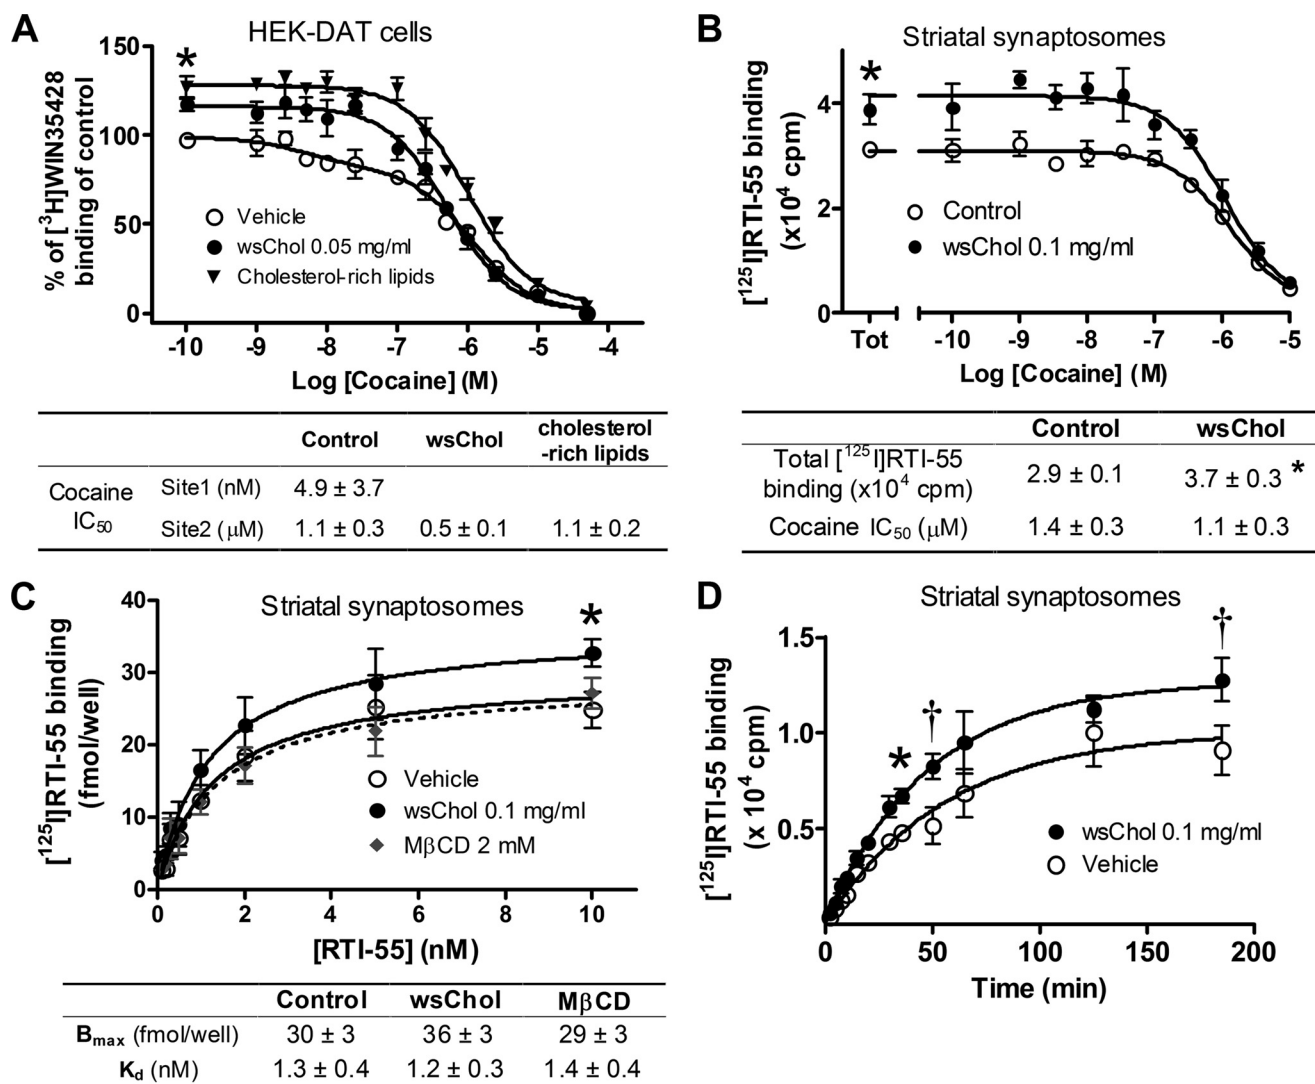 A
HEK-DAT cells
*
% of [³H]WIN35428
binding of control
150
100
50
0
Vehicle
wsChol 0.05 mg/ml
Cholesterol-rich lipids
-10 -9 -8 -7 -6 -5 -4
Log [Cocaine] (M)
Control wsChol cholesterol
-rich lipids
Cocaine
IC₅₀
Site1 (nM) 4.9 ± 3.7
Site2 (μM) 1.1 ± 0.3 0.5 ± 0.1 1.1 ± 0.2
B
Striatal synaptosomes
*
[¹²⁵I]RTI-55 binding
(x10⁴ cpm)
4
2
0
Control
wsChol 0.1 mg/ml
Tot -10 -9 -8 -7 -6 -5
Log [Cocaine] (M)
Control wsChol
Total [¹²⁵I]RTI-55
binding (x10⁴ cpm) 2.9 ± 0.1 3.7 ± 0.3 *
Cocaine IC₅₀ (μM) 1.4 ± 0.3 1.1 ± 0.3
C
Striatal synaptosomes
*
[¹²⁵I]RTI-55 binding
(fmol/well)
40
30
20
10
0
Vehicle
wsChol 0.1 mg/ml
MβCD 2 mM
0 2 4 6 8 10
[RTI-55] (nM)
Control wsChol MβCD
Bmax (fmol/well) 30 ± 3 36 ± 3 29 ± 3
Kd (nM) 1.3 ± 0.4 1.2 ± 0.3 1.4 ± 0.4
D
Striatal synaptosomes
* † †
[¹²⁵I]RTI-55 binding
(x 10⁴ cpm)
1.5
1.0
0.5
wsChol 0.1 mg/ml
Vehicle
0 50 100 150 200
Time (min)